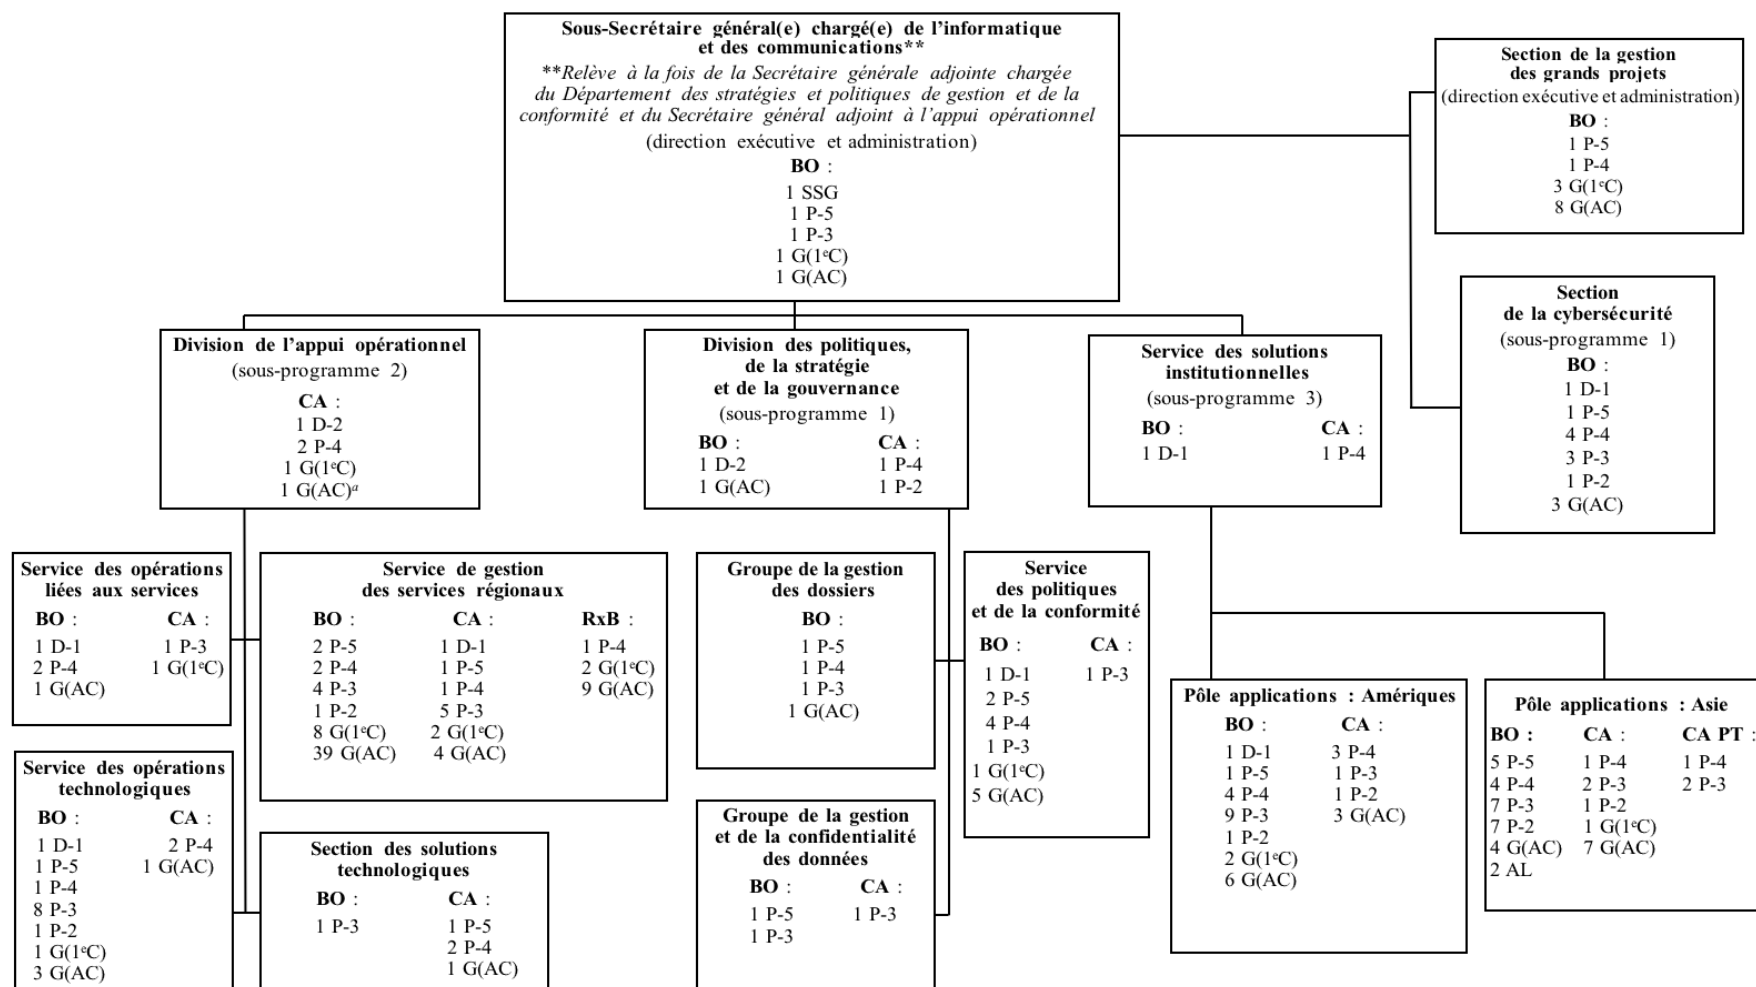 Sous-Secrétaire général(e) chargé(e) de l'informatique
et des communications**
**Relève à la fois de la Secrétaire générale adjointe chargée
du Département des stratégies et politiques de gestion et de la
conformité et du Secrétaire général adjoint à l'appui opérationnel
(direction exécutive et administration)
BO :
1 SSG
1 P-5
1 P-3
1 G(1eC)
1 G(AC)
Section de la gestion
des grands projets
(direction exécutive et administration)
BO :
1 P-5
1 P-4
3 G(1eC)
8 G(AC)
Section
de la cybersécurité
(sous-programme 1)
BO :
1 D-1
1 P-5
4 P-4
3 P-3
1 P-2
3 G(AC)
Division de l'appui opérationnel
(sous-programme 2)
CA :
1 D-2
2 P-4
1 G(1eC)
1 G(AC)a
Division des politiques,
de la stratégie
et de la gouvernance
(sous-programme 1)
BO :
1 D-2
1 G(AC)
CA :
1 P-4
1 P-2
Service des solutions
institutionnelles
(sous-programme 3)
BO :
1 D-1
CA :
1 P-4
Service des opérations
liées aux services
BO :
1 D-1
2 P-4
1 G(AC)
CA :
1 P-3
1 G(1eC)
Service de gestion
des services régionaux
BO :
2 P-5
2 P-4
4 P-3
1 P-2
8 G(1eC)
39 G(AC)
CA :
1 D-1
1 P-5
1 P-4
5 P-3
2 G(1eC)
4 G(AC)
RxB :
1 P-4
2 G(1eC)
9 G(AC)
Groupe de la gestion
des dossiers
BO :
1 P-5
1 P-4
1 P-3
1 G(AC)
Service
des politiques
et de la conformité
BO :
1 D-1
2 P-5
4 P-4
1 P-3
1 G(1eC)
5 G(AC)
CA :
1 P-3
Pôle applications : Amériques
BO :
1 D-1
1 P-5
4 P-4
9 P-3
1 P-2
2 G(1eC)
6 G(AC)
CA :
3 P-4
1 P-3
1 P-2
3 G(AC)
Pôle applications : Asie
BO :
5 P-5
4 P-4
7 P-3
7 P-2
4 G(AC)
2 AL
CA :
1 P-4
2 P-3
1 P-2
1 G(1eC)
7 G(AC)
CA PT :
1 P-4
2 P-3
Service des opérations
technologiques
BO :
1 D-1
1 P-5
1 P-4
8 P-3
1 P-2
1 G(1eC)
3 G(AC)
CA :
2 P-4
1 G(AC)
Section des solutions
technologiques
BO :
1 P-3
CA :
1 P-5
2 P-4
1 G(AC)
Groupe de la gestion
et de la confidentialité
des données
BO :
1 P-5
1 P-3
CA :
1 P-3